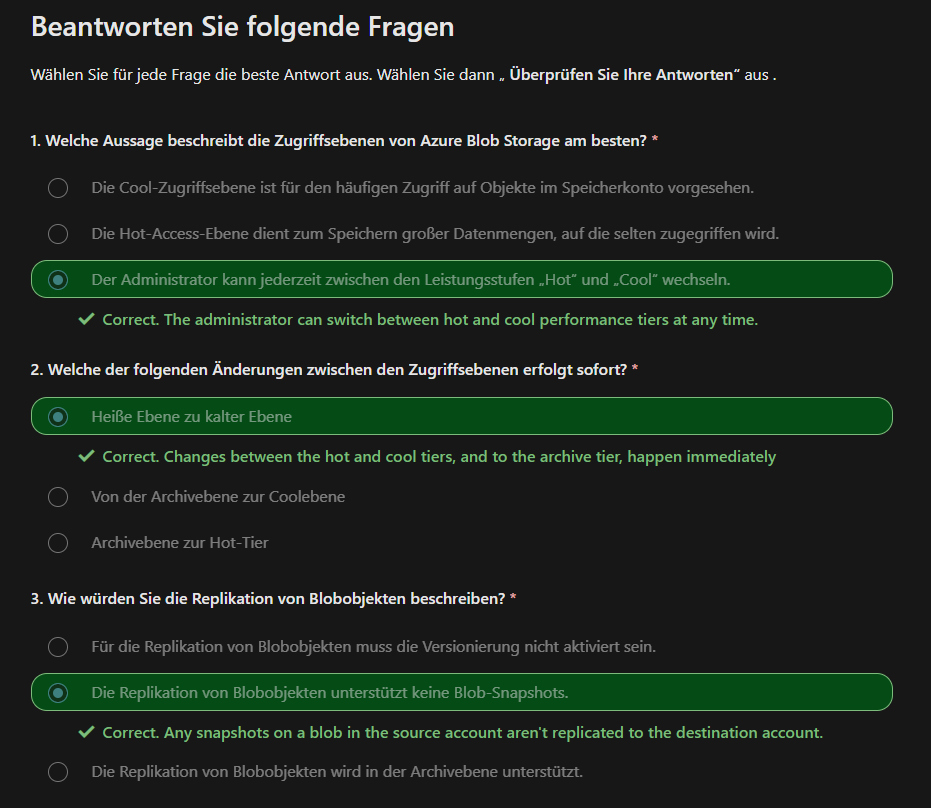 Beantworten Sie folgende Fragen
Wählen Sie für jede Frage die beste Antwort aus. Wählen Sie dann „ Überprüfen Sie Ihre Antworten“ aus .
1. Welche Aussage beschreibt die Zugriffsebenen von Azure Blob Storage am besten? *
Die Cool-Zugriffsebene ist für den häufigen Zugriff auf Objekte im Speicherkonto vorgesehen.
Die Hot-Access-Ebene dient zum Speichern großer Datenmengen, auf die selten zugegriffen wird.
Der Administrator kann jederzeit zwischen den Leistungsstufen „Hot“ und „Cool“ wechseln.
Correct. The administrator can switch between hot and cool performance tiers at any time.
2. Welche der folgenden Änderungen zwischen den Zugriffsebenen erfolgt sofort? *
Heiße Ebene zu kalter Ebene
Correct. Changes between the hot and cool tiers, and to the archive tier, happen immediately
Von der Archivebene zur Coolebene
Archivebene zur Hot-Tier
3. Wie würden Sie die Replikation von Blobobjekten beschreiben? *
Für die Replikation von Blobobjekten muss die Versionierung nicht aktiviert sein.
Die Replikation von Blobobjekten unterstützt keine Blob-Snapshots.
Correct. Any snapshots on a blob in the source account aren't replicated to the destination account.
Die Replikation von Blobobjekten wird in der Archivebene unterstützt.